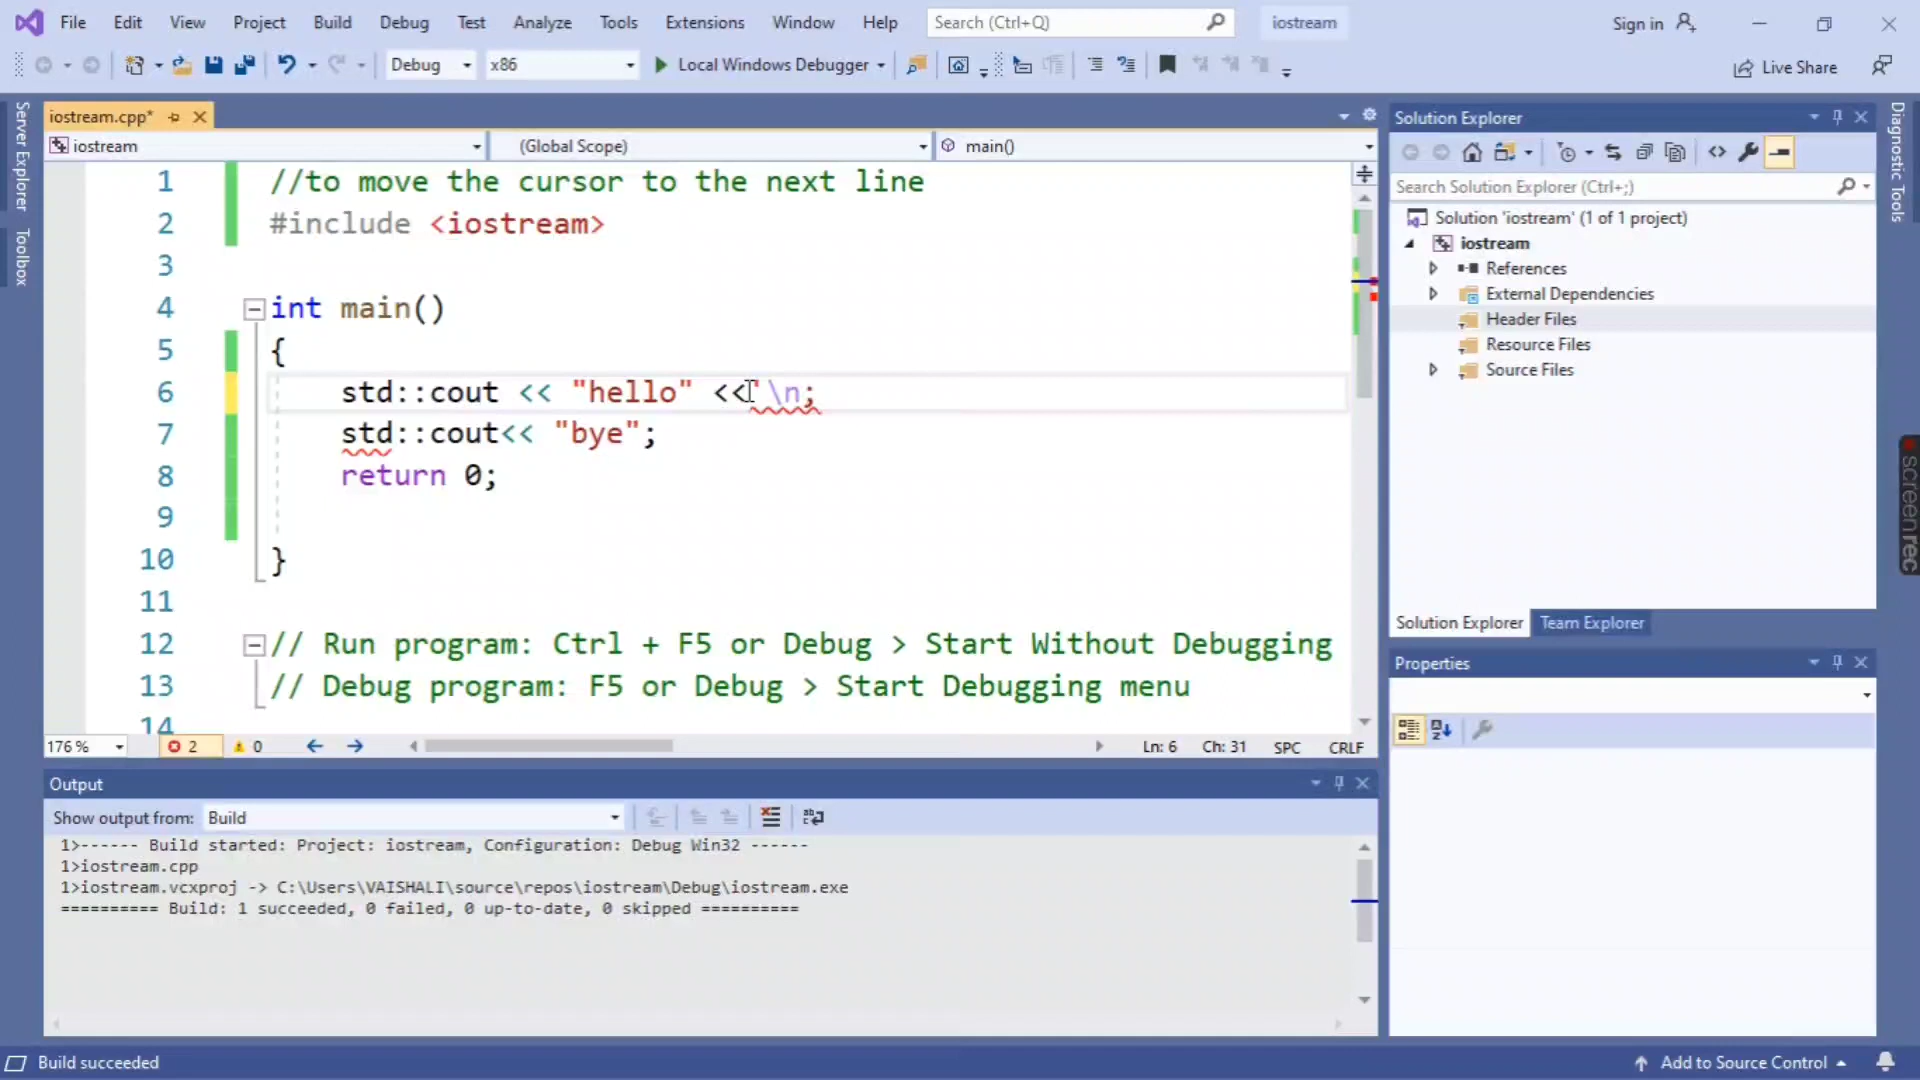 File Edit View Project Build Debug Test Analyze Tools Extensions Window Help Search (Ctrl+Q) iostream Sign in
Debug x86 Local Windows Debugger Live Share
Server Explorer
Toolbox
iostream.cpp*
iostream (Global Scope) main()
1 //to move the cursor to the next line
2 #include <iostream>
3
4 int main()
5 {
6 std::cout << "hello" <<"\n;
7 std::cout<< "bye";
8 return 0;
9
10 }
11
12 // Run program: Ctrl + F5 or Debug > Start Without Debugging
13 // Debug program: F5 or Debug > Start Debugging menu
14
176 % 2 0 Ln: 6 Ch: 31 SPC CRLF
Output
Show output from: Build
1>------ Build started: Project: iostream, Configuration: Debug Win32 ------
1>iostream.cpp
1>iostream.vcxproj -> C:\Users\VAISHALI\source\repos\iostream\Debug\iostream.exe
========== Build: 1 succeeded, 0 failed, 0 up-to-date, 0 skipped ==========
Solution Explorer
Search Solution Explorer (Ctrl+;)
Solution 'iostream' (1 of 1 project)
iostream
References
External Dependencies
Header Files
Resource Files
Source Files
Solution Explorer Team Explorer
Properties
Diagnostic Tools
screenrec
Build succeeded Add to Source Control